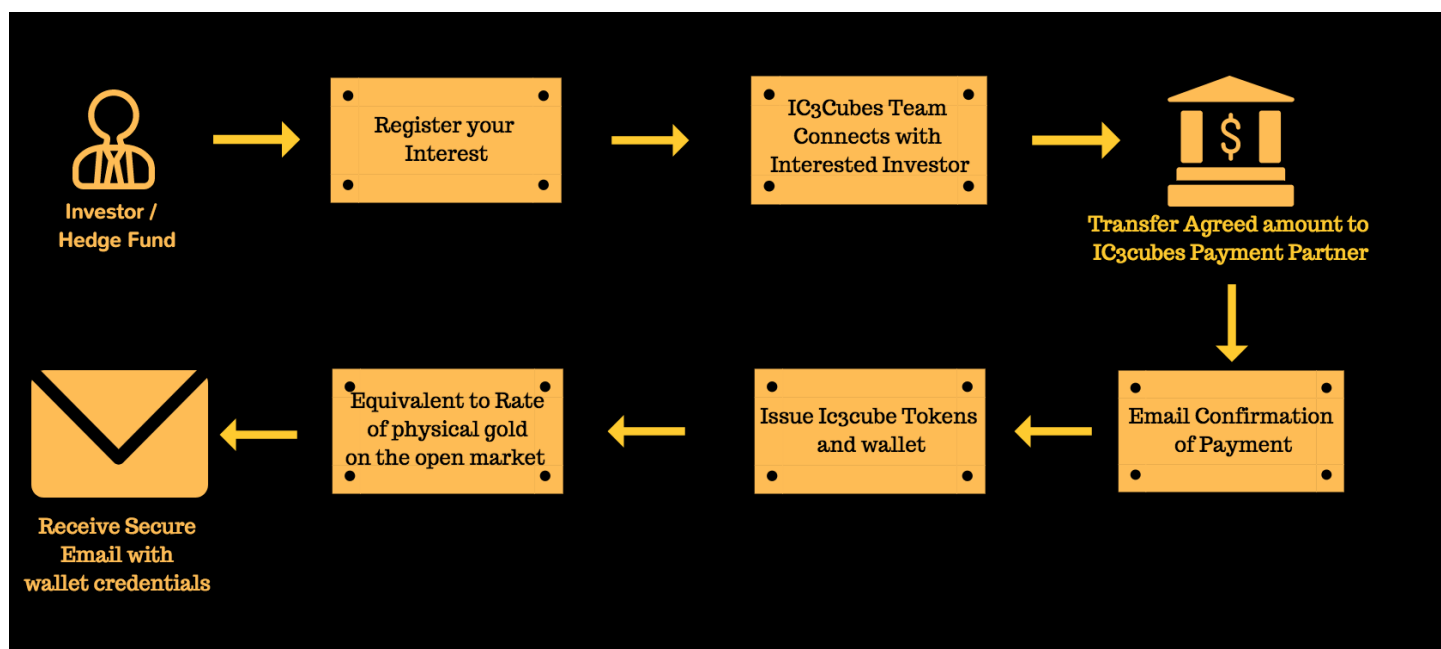 Investor /
Hedge Fund
Register your
Interest
IC3Cubes Team
Connects with
Interested Investor
$
Transfer Agreed amount to
IC3cubes Payment Partner
Email Confirmation
of Payment
Issue Ic3cube Tokens
and wallet
Equivalent to Rate
of physical gold
on the open market
Receive Secure
Email with
wallet credentials